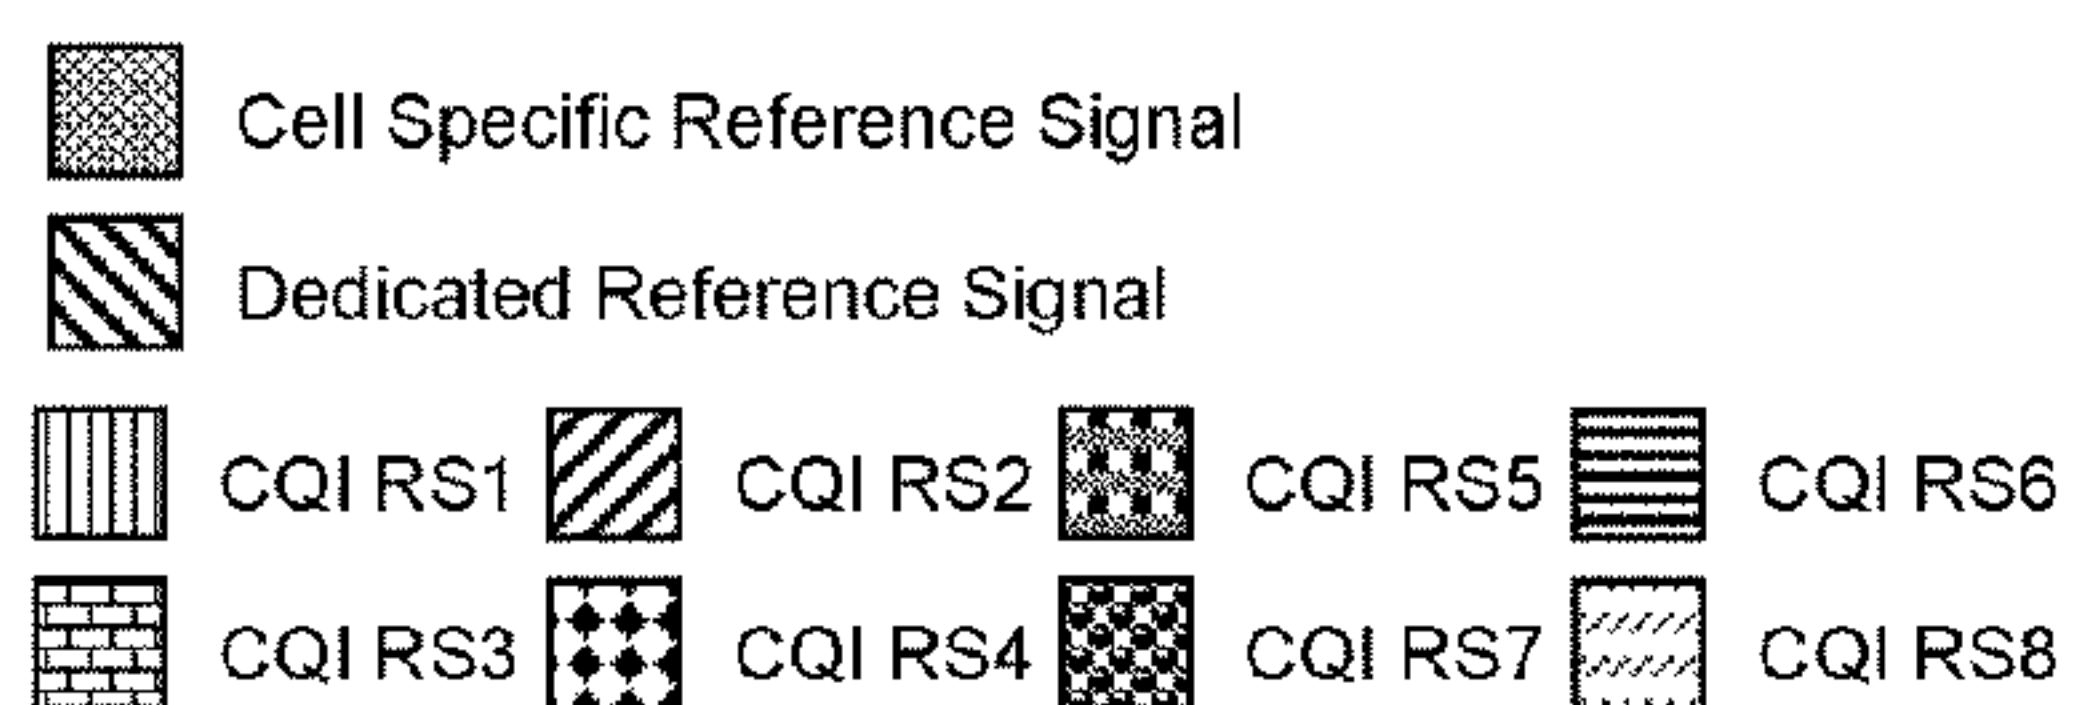 Cell Specific Reference Signal
Dedicated Reference Signal
CQI RS1 CQI RS2 CQI RS5 CQI RS6
CQI RS3 CQI RS4 CQI RS7 CQI RS8